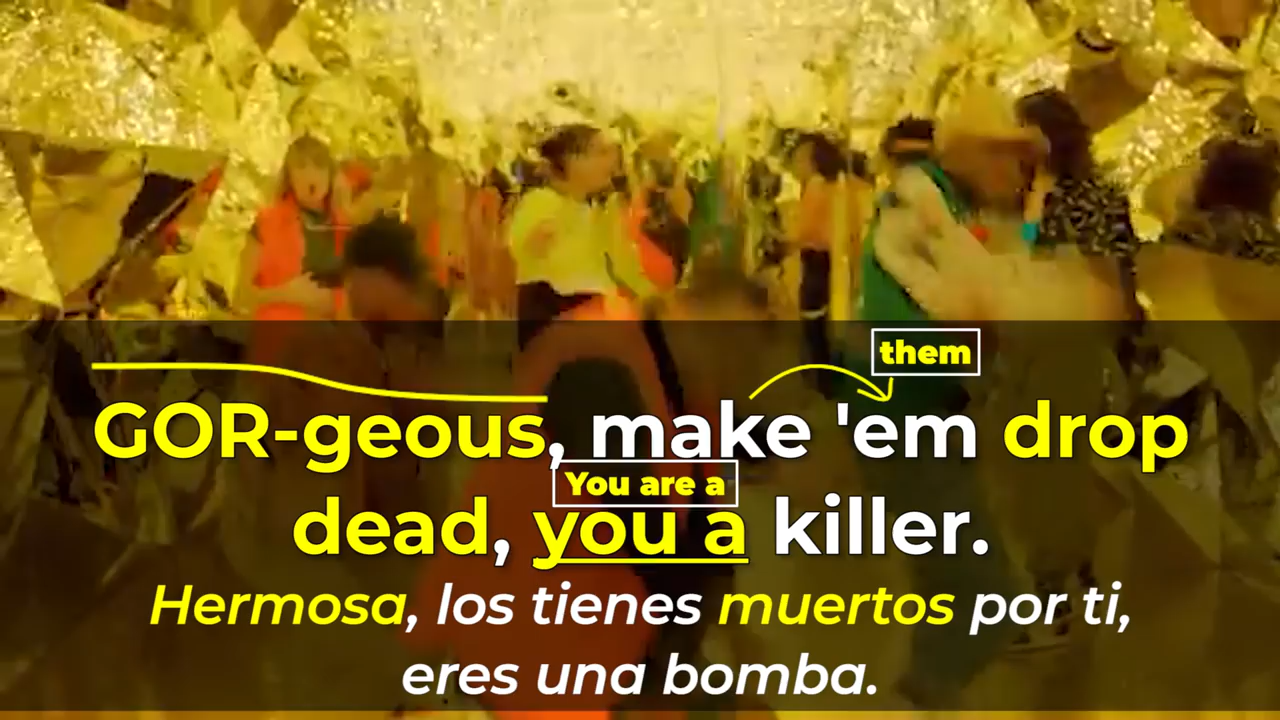 them
GOR-geous, make 'em drop
You are a
dead, you a killer.
Hermosa, los tienes muertos por ti,
eres una bomba.